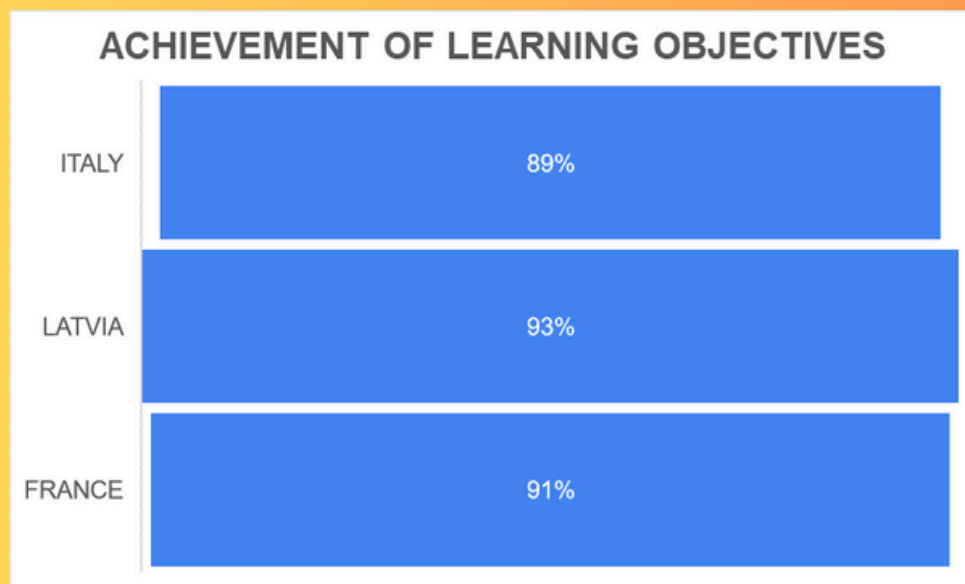 ACHIEVEMENT OF LEARNING OBJECTIVES
ITALY
89%
LATVIA
93%
FRANCE
91%